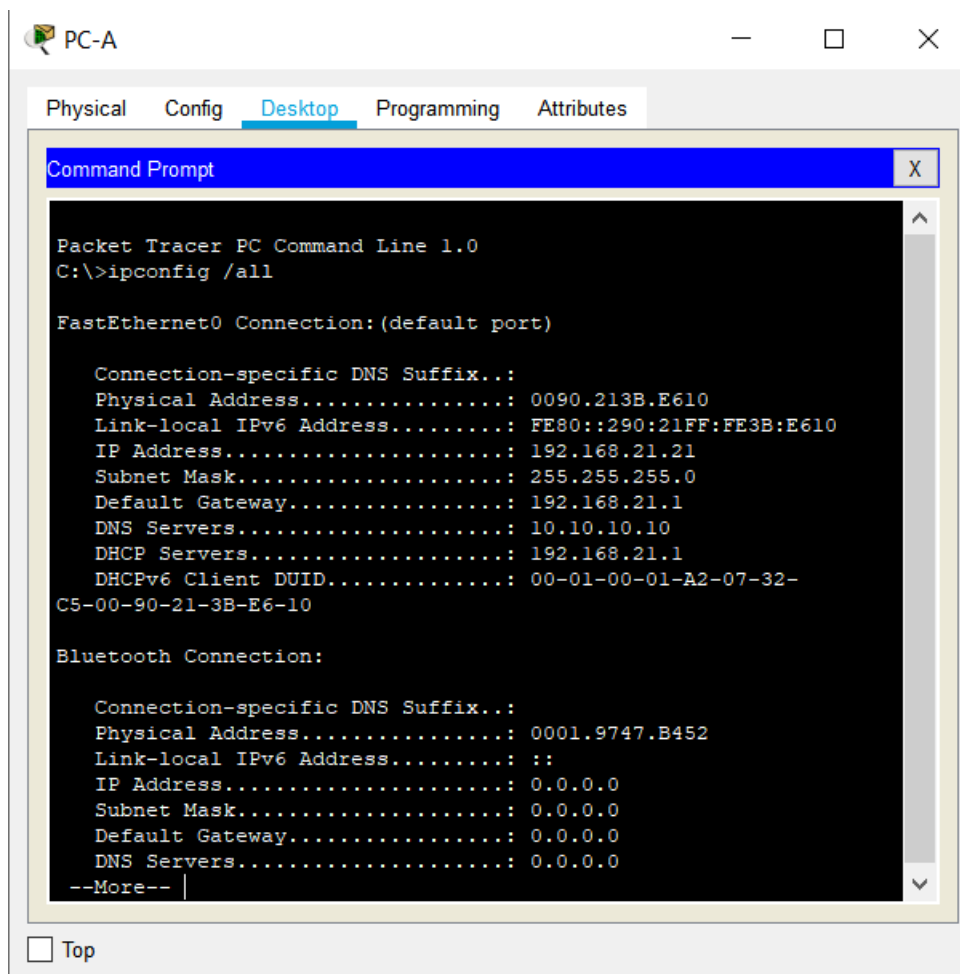 PC-A
Physical Config Desktop Programming Attributes
Command Prompt X
Packet Tracer PC Command Line 1.0
C:\>ipconfig /all
FastEthernet0 Connection:(default port)
Connection-specific DNS Suffix..:
Physical Address................: 0090.213B.E610
Link-local IPv6 Address.........: FE80::290:21FF:FE3B:E610
IP Address......................: 192.168.21.21
Subnet Mask.....................: 255.255.255.0
Default Gateway.................: 192.168.21.1
DNS Servers.....................: 10.10.10.10
DHCP Servers....................: 192.168.21.1
DHCPv6 Client DUID..............: 00-01-00-01-A2-07-32-
C5-00-90-21-3B-E6-10
Bluetooth Connection:
Connection-specific DNS Suffix..:
Physical Address................: 0001.9747.B452
Link-local IPv6 Address.........: ::
IP Address......................: 0.0.0.0
Subnet Mask.....................: 0.0.0.0
Default Gateway.................: 0.0.0.0
DNS Servers.....................: 0.0.0.0
--More--
Top